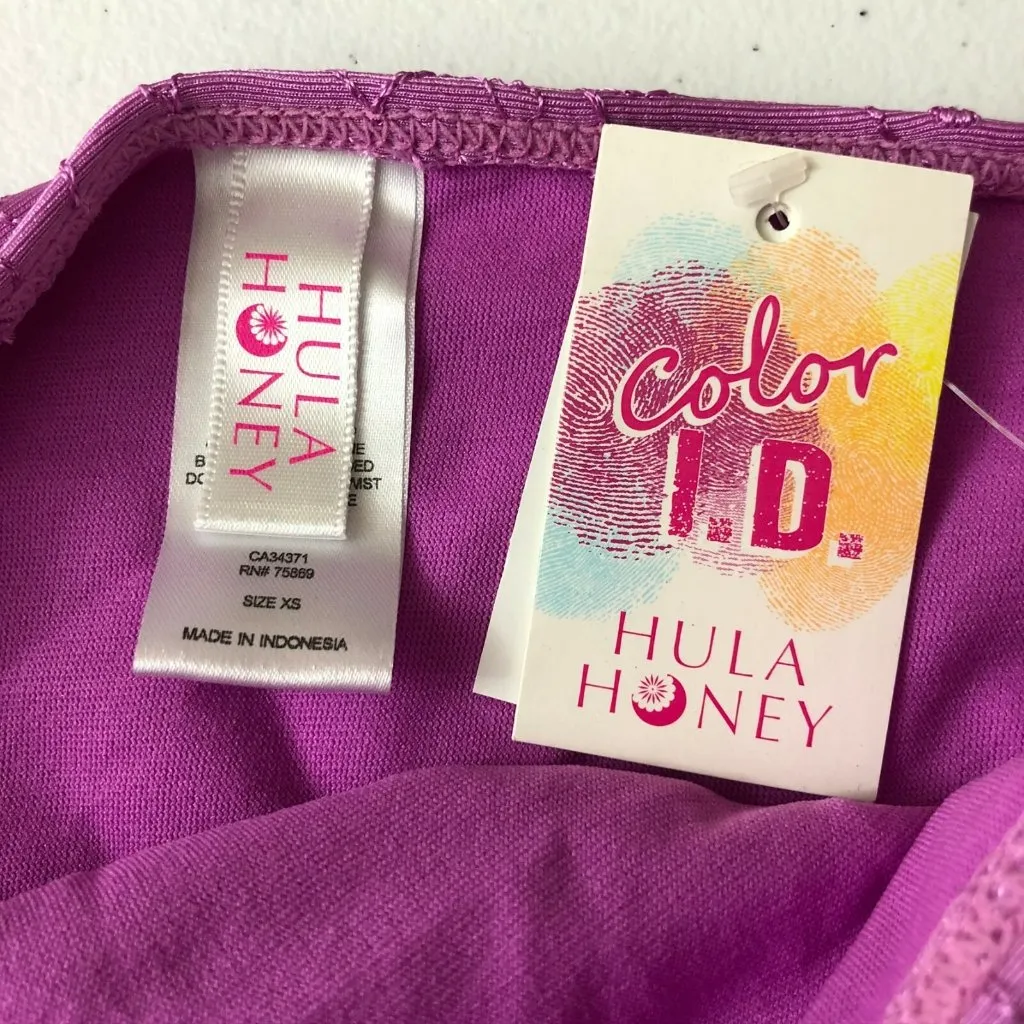 HULA
HONEY
CA34371
RN# 75869
SIZE XS
MADE IN INDONESIA
color
I.D.
HULA
HONEY